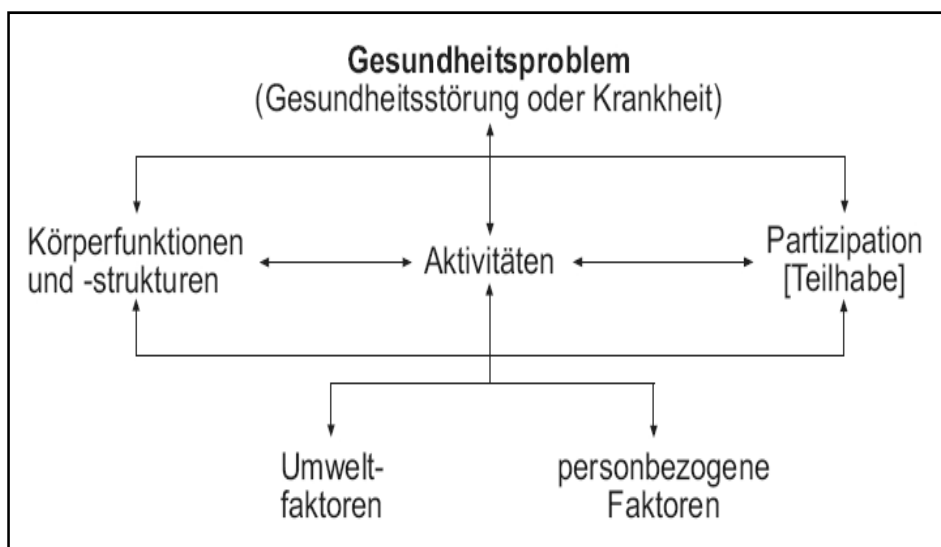 Gesundheitsproblem
(Gesundheitsstörung oder Krankheit)
Körperfunktionen
und -strukturen
Aktivitäten
Partizipation
[Teilhabe]
Umwelt-
faktoren
personbezogene
Faktoren